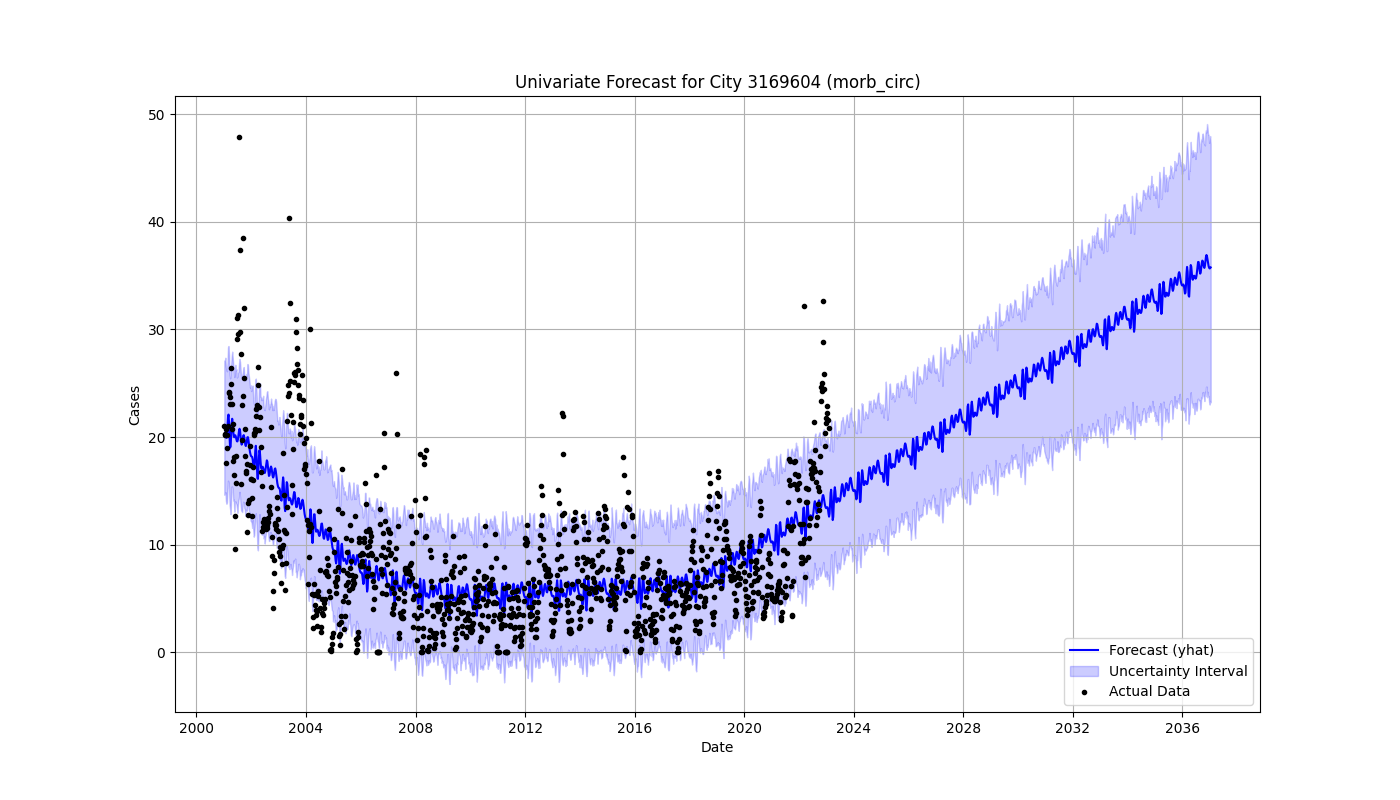 Univariate Forecast for City 3169604 (morb_circ)
Cases
50
40
30
20
10
0
2000
2004
2008
2012
2016
2020
2024
2028
2032
2036
Date
Forecast (yhat)
Uncertainty Interval
Actual Data